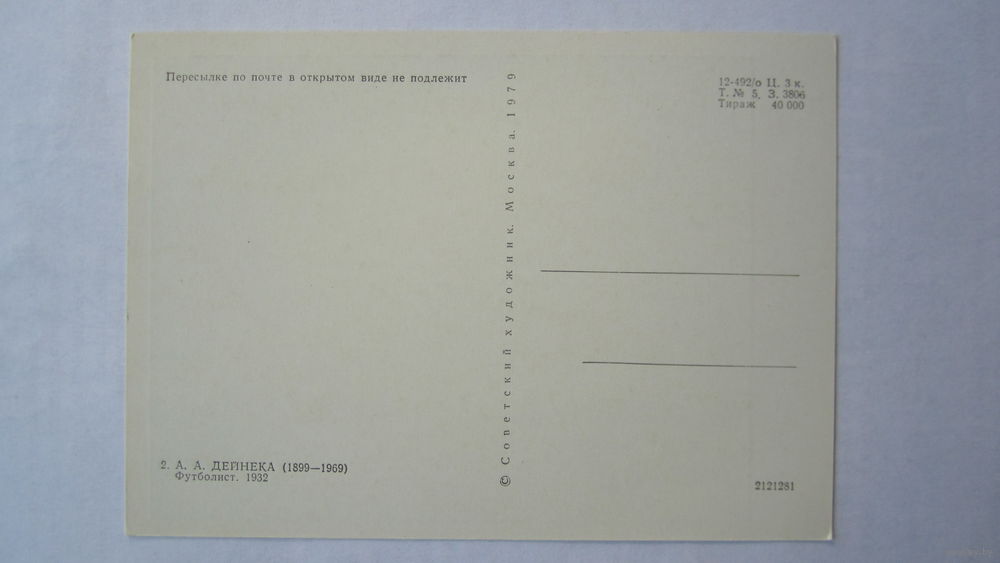 Пересылке по почте в открытом виде не подлежит
12-492/о Ц. 3 к.
Т. № 5. З. 3806
Тираж 40 000
© Советский художник. Москва. 1979
2. А. А. ДЕЙНЕКА (1899—1969)
Футболист. 1932
2121281